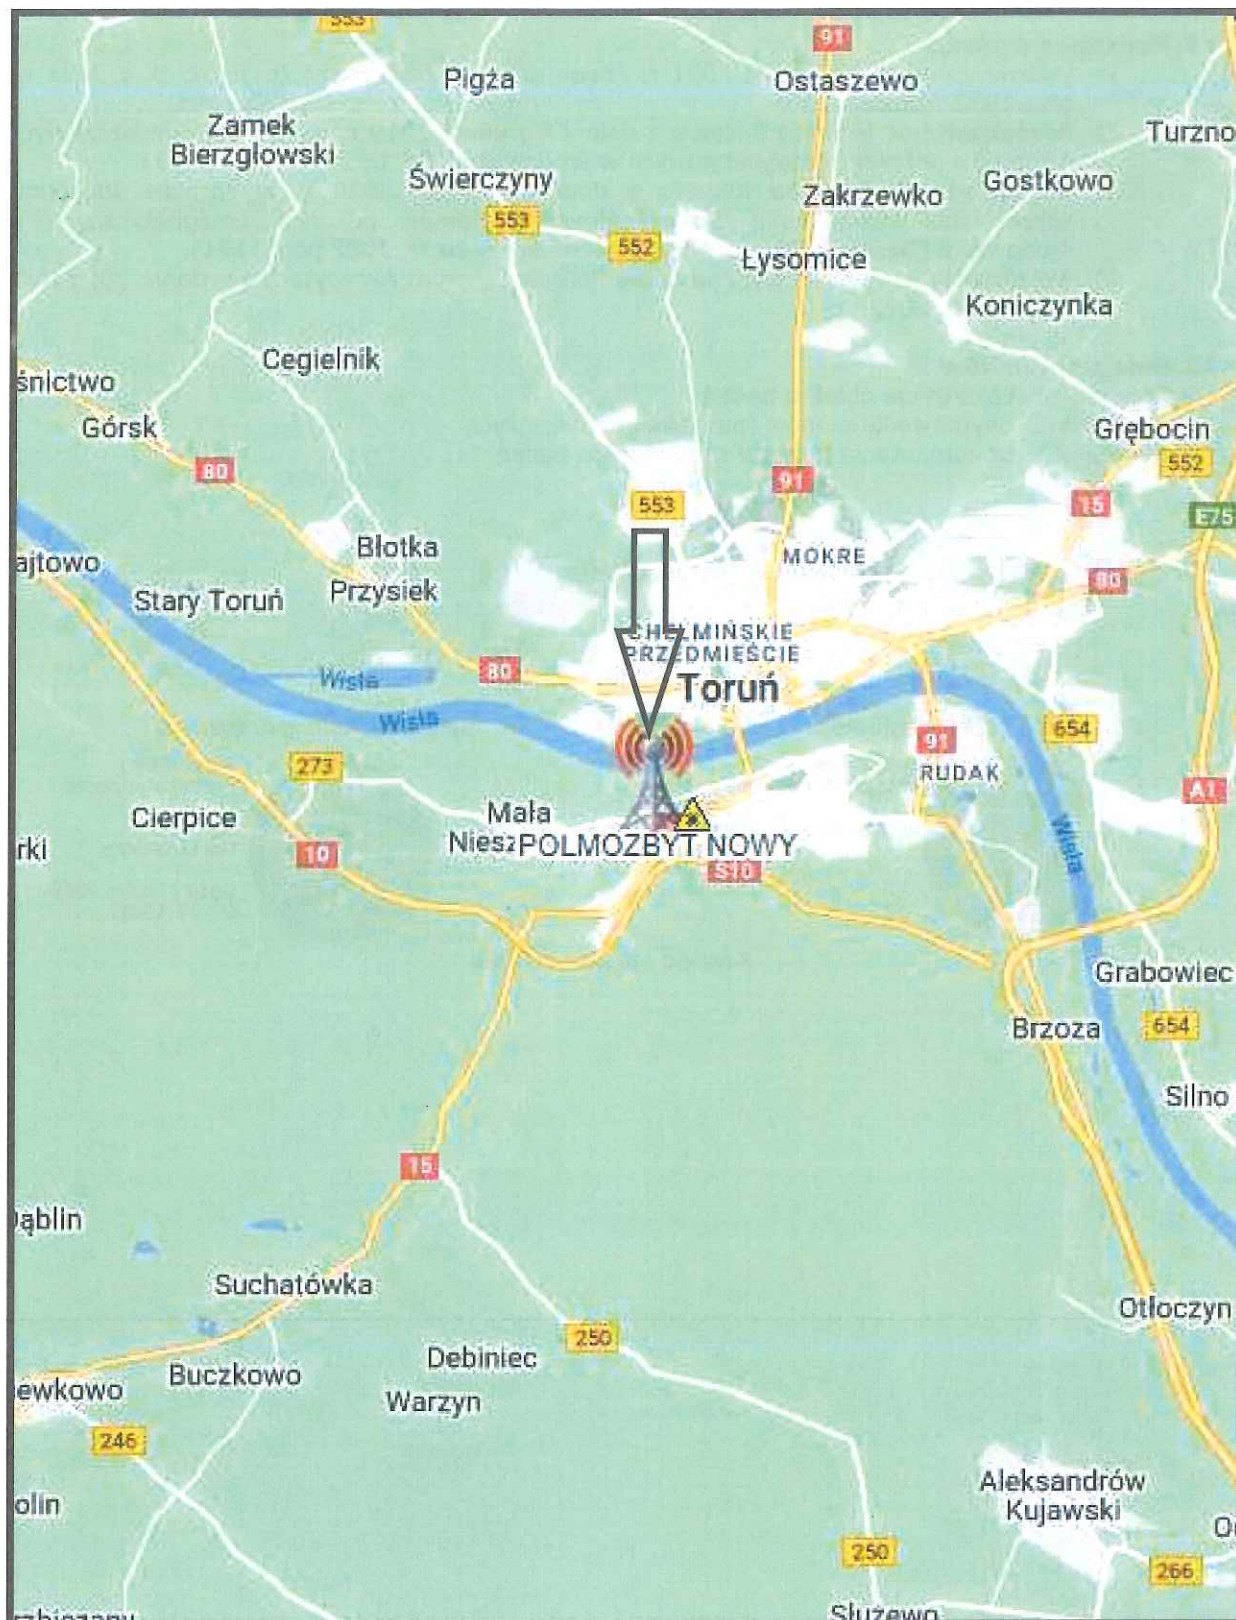 553
91
Pigża
Ostaszewo
Zamek
Bierzgłowski
Turzno
Świerczyny
Zakrzewko
Gostkowo
553
552
Łysomice
Koniczynka
Cegielnik
śnictwo
Górsk
Grębocin
80
552
91
553
15
E75
Błotka
MOKRE
ajtowo
Przysiek
80
Stary Toruń
CHEŁMIŃSKIE
PRZEDMIEŚCIE
80
Wisła
Toruń
Wisła
654
91
273
RUDAK
A1
Mała
Cierpice
Niesz
POLMOZBYT NOWY
rki
10
S10
Wisła
Grabowiec
Brzoza
654
Silno
15
Dąblin
Suchatówka
Otłoczyn
250
Debiniec
Buczkowo
ewkowo
Warzyn
246
Aleksandrów
Kujawski
olin
250
266
Służewo